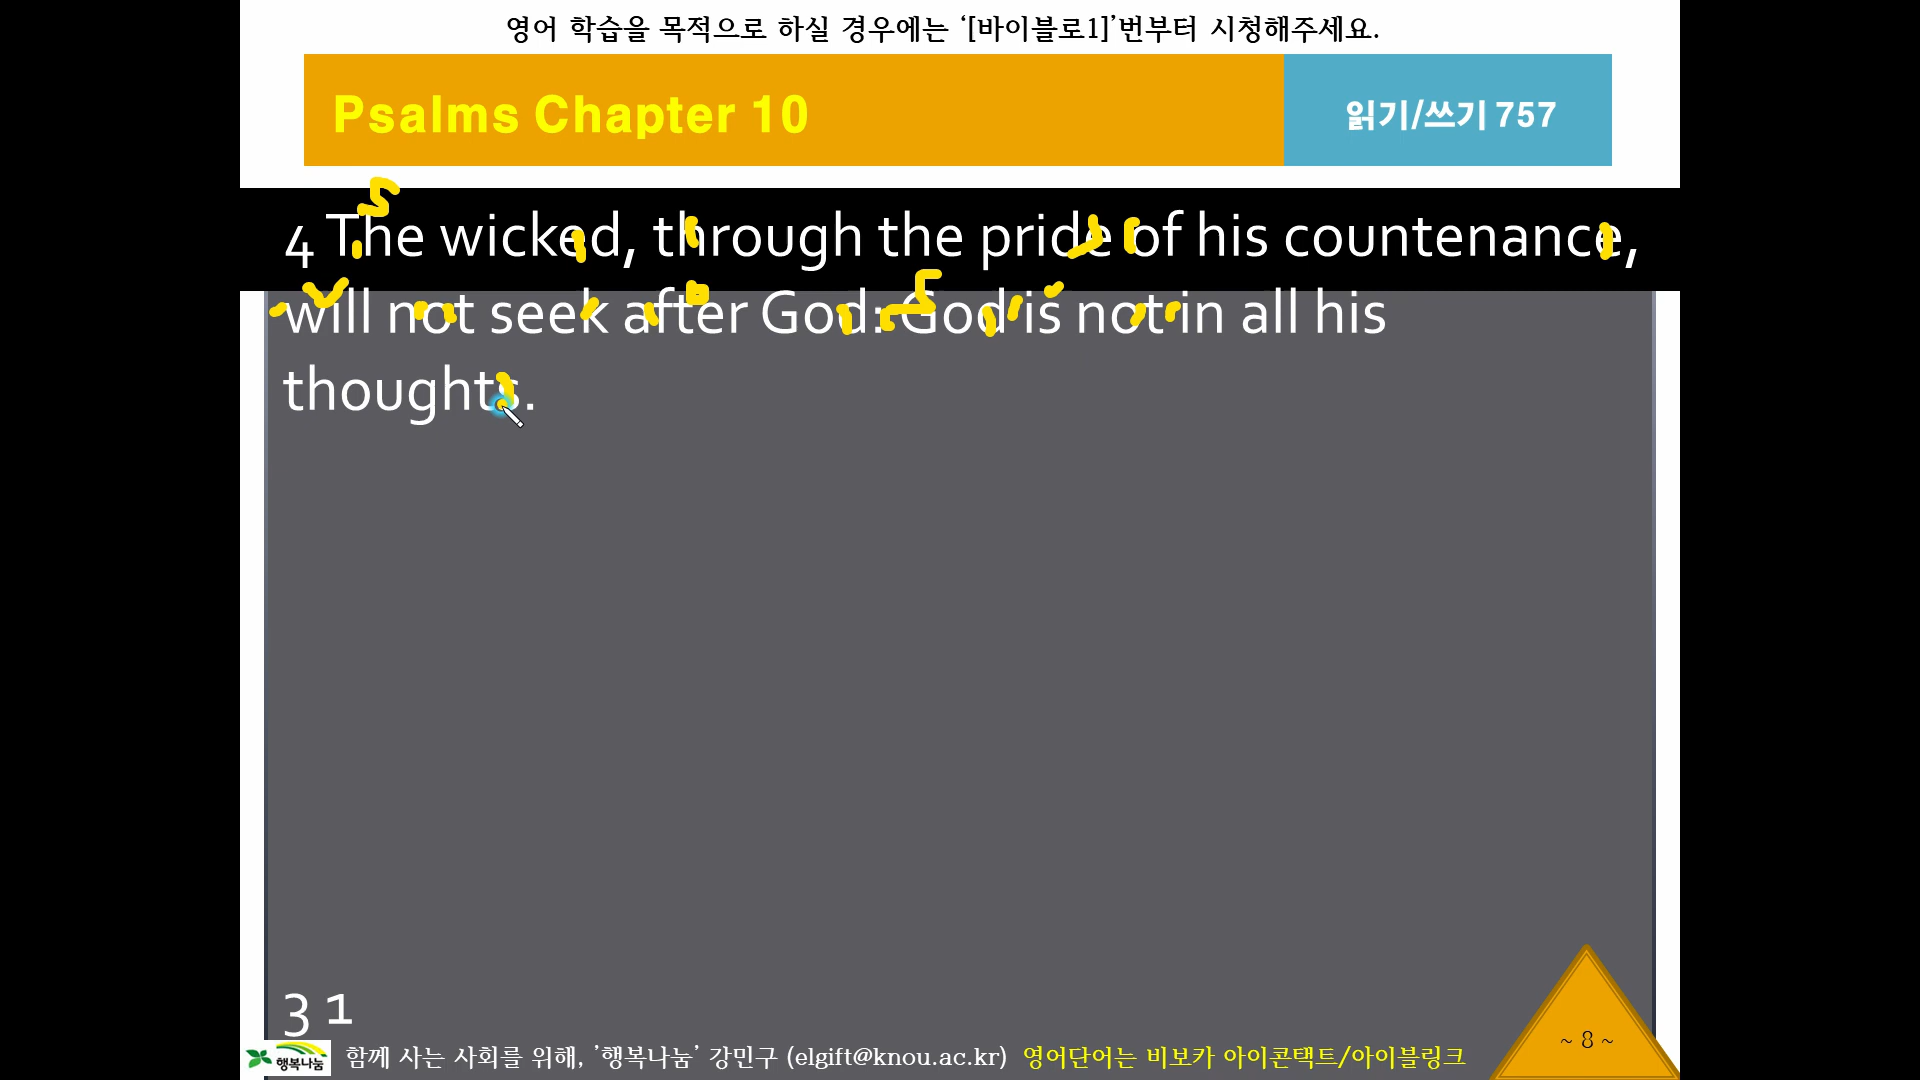 영어 학습을 목적으로 하실 경우에는 ‘[바이블로1]’번부터 시청해주세요.
Psalms Chapter 10
읽기/쓰기 757
4 The wicked, through the pride of his countenance,
will not seek after God: God is not in all his
thoughts.
3 1
행복나눔
함께 사는 사회를 위해, ’행복나눔’ 강민구 (elgift@knou.ac.kr) 영어단어는 비보카 아이콘택트/아이블링크
~ 8 ~